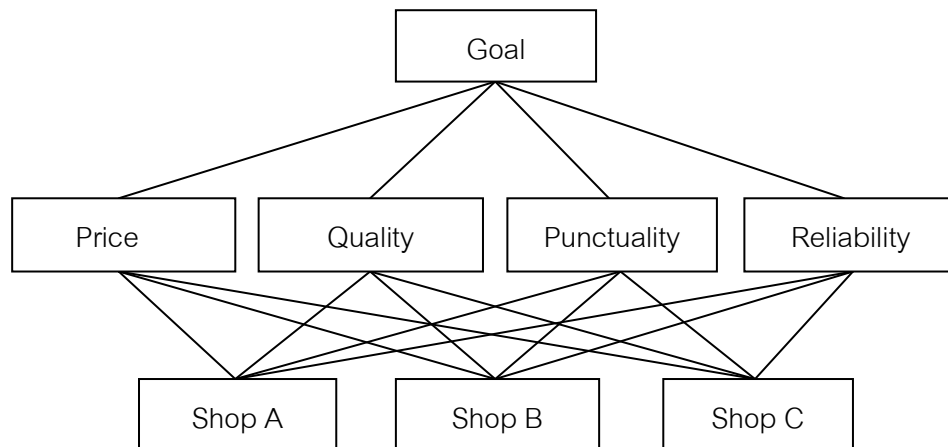 Goal
Price
Quality
Punctuality
Reliability
Shop A
Shop B
Shop C